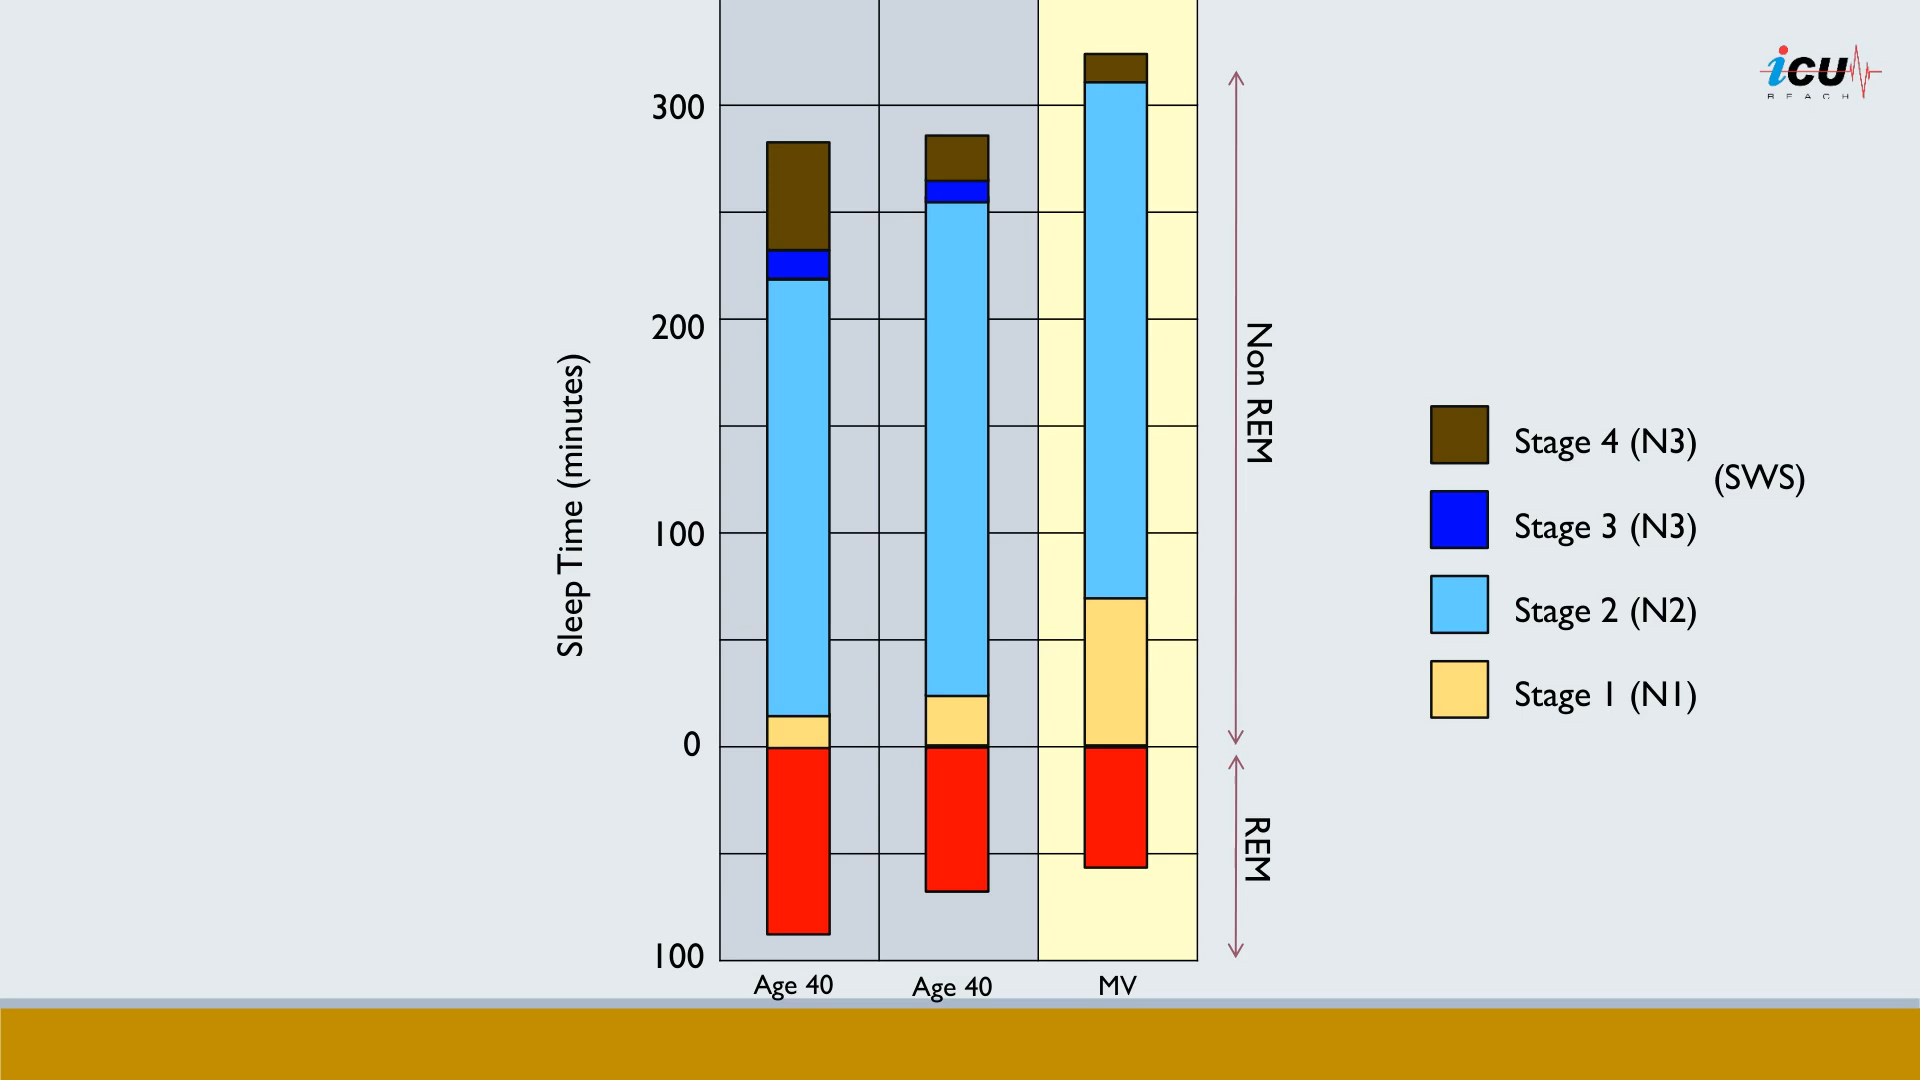 icu
REACH
300
200
100
0
100
Sleep Time (minutes)
Age 40
Age 40
MV
Non REM
REM
Stage 4 (N3)
(SWS)
Stage 3 (N3)
Stage 2 (N2)
Stage 1 (N1)